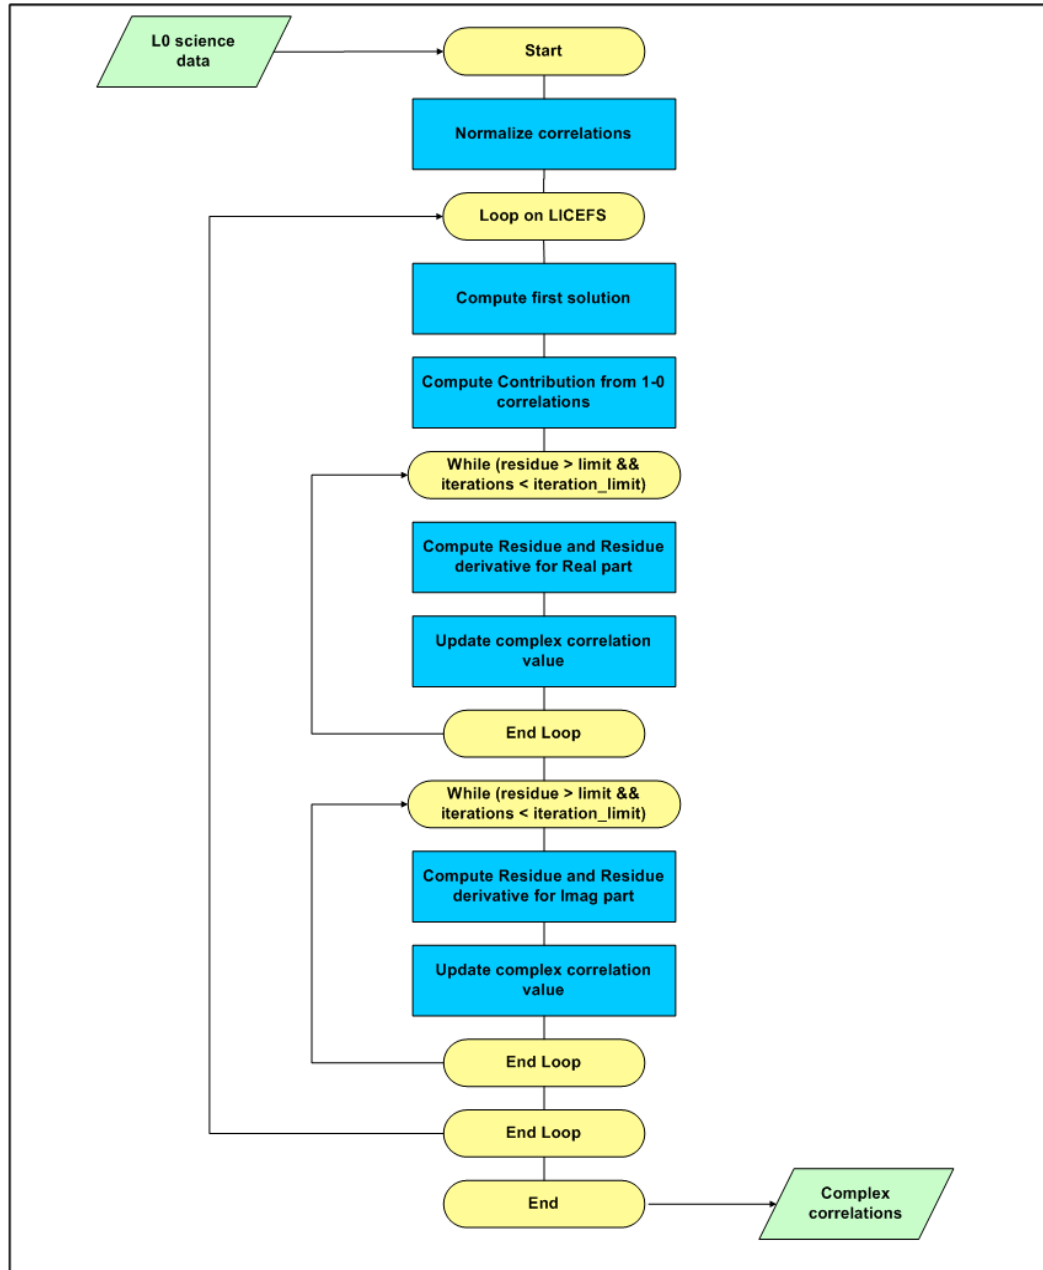 L0 science
data
Start
Normalize correlations
Loop on LICEFS
Compute first solution
Compute Contribution from 1-0
correlations
While (residue > limit &&
iterations < iteration_limit)
Compute Residue and Residue
derivative for Real part
Update complex correlation
value
End Loop
While (residue > limit &&
iterations < iteration_limit)
Compute Residue and Residue
derivative for Imag part
Update complex correlation
value
End Loop
End Loop
End
Complex
correlations